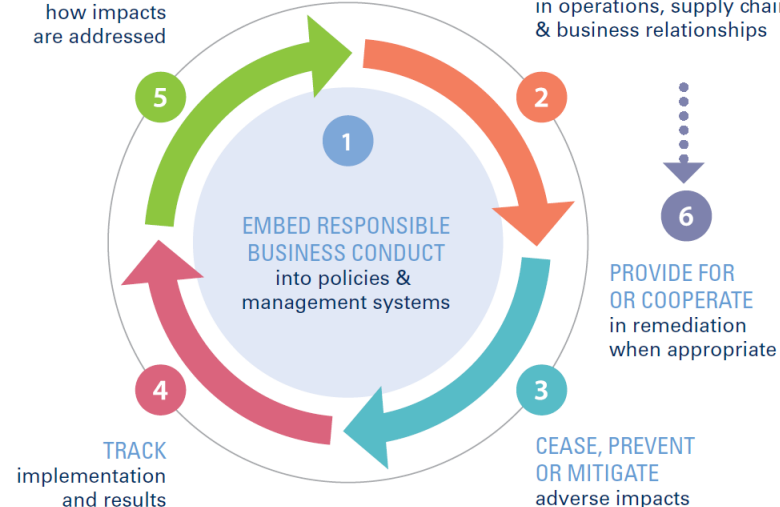 how impacts
are addressed
5
1
EMBED RESPONSIBLE
BUSINESS CONDUCT
into policies &
management systems
in operations, supply chain
& business relationships
2
6
PROVIDE FOR
OR COOPERATE
in remediation
when appropriate
3
CEASE, PREVENT
OR MITIGATE
adverse impacts
4
TRACK
implementation
and results